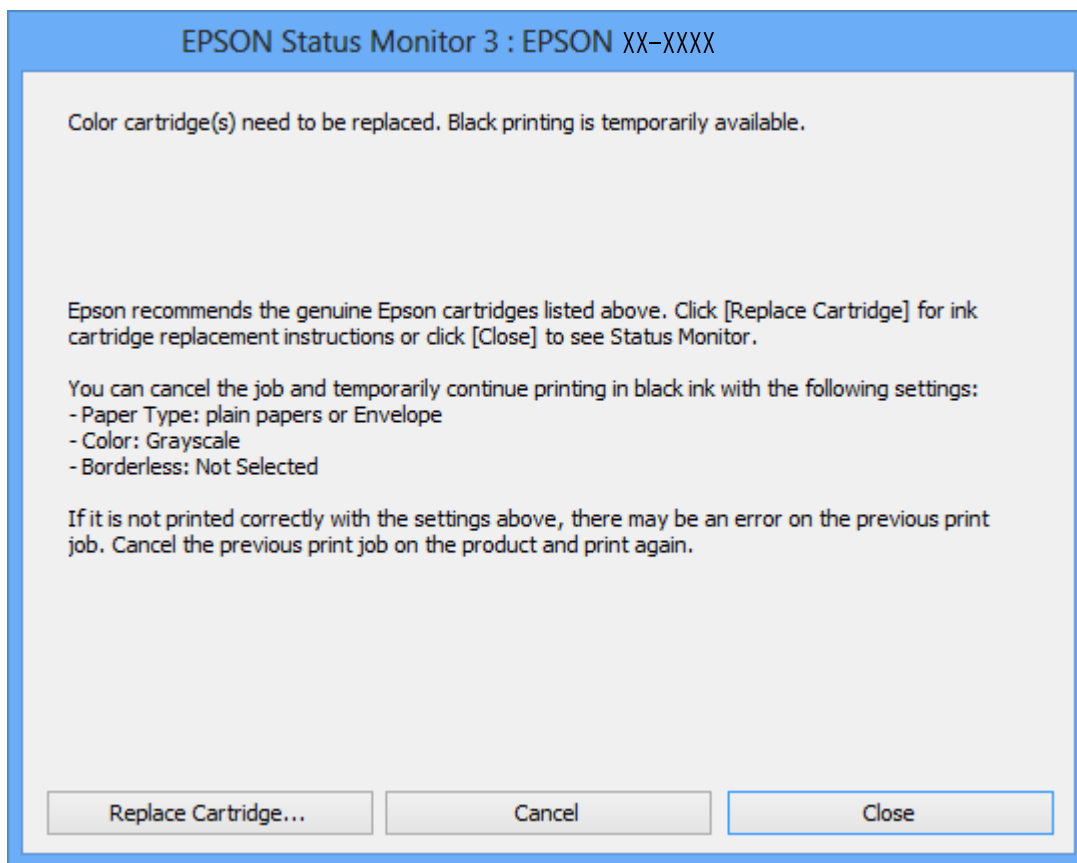 EPSON Status Monitor 3 : EPSON XX-XXXX
Color cartridge(s) need to be replaced. Black printing is temporarily available.
Epson recommends the genuine Epson cartridges listed above. Click [Replace Cartridge] for ink
cartridge replacement instructions or click [Close] to see Status Monitor.
You can cancel the job and temporarily continue printing in black ink with the following settings:
- Paper Type: plain papers or Envelope
- Color: Grayscale
- Borderless: Not Selected
If it is not printed correctly with the settings above, there may be an error on the previous print
job. Cancel the previous print job on the product and print again.
Replace Cartridge... Cancel Close